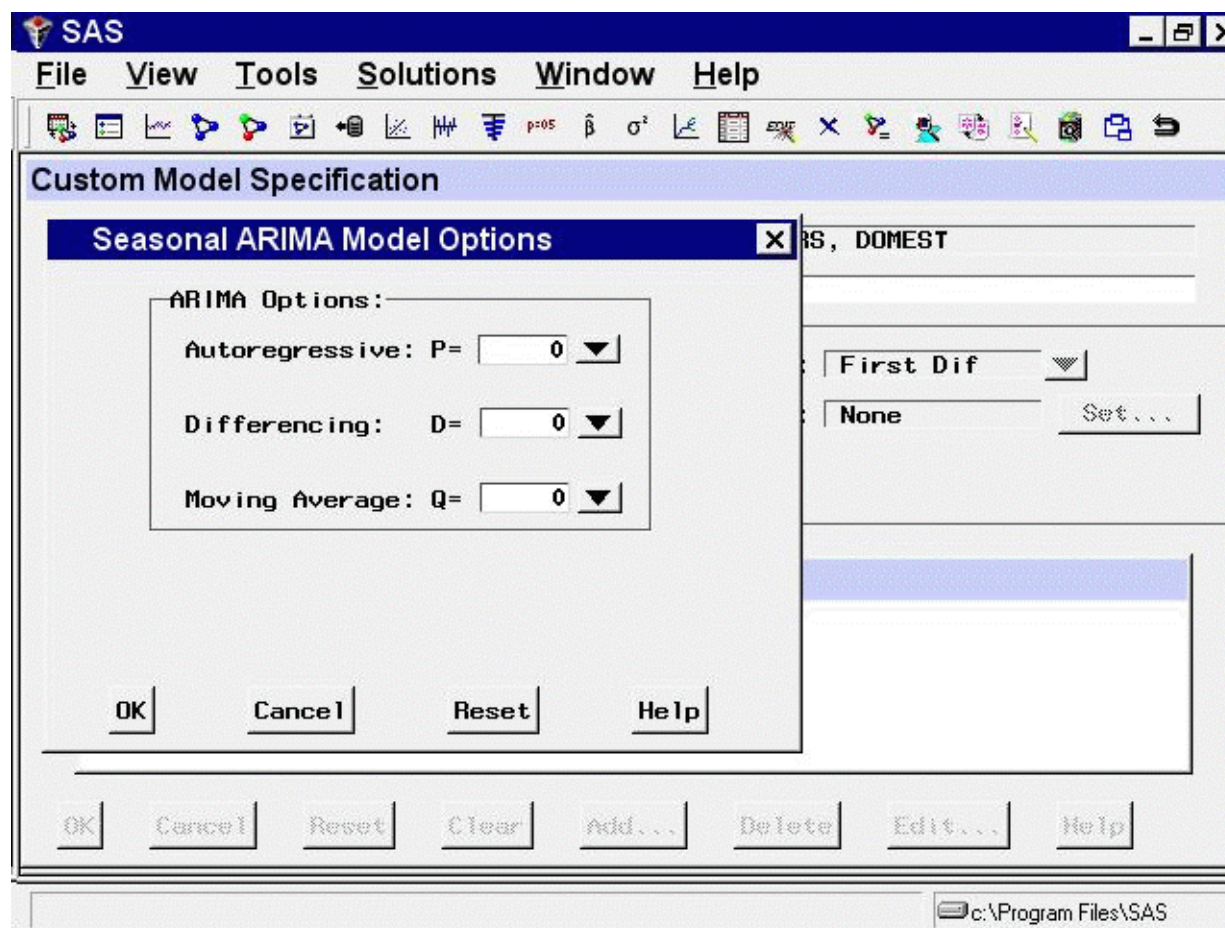 SAS
File View Tools Solutions Window Help
p=05 β̂ σ²
Custom Model Specification
Seasonal ARIMA Model Options
RS, DOMEST
ARIMA Options:
Autoregressive: P= 0
: First Dif
Differencing: D= 0
: None Set...
Moving Average: Q= 0
OK Cancel Reset Help
OK Cancel Reset Clear Add... Delete Edit... Help
c:\Program Files\SAS